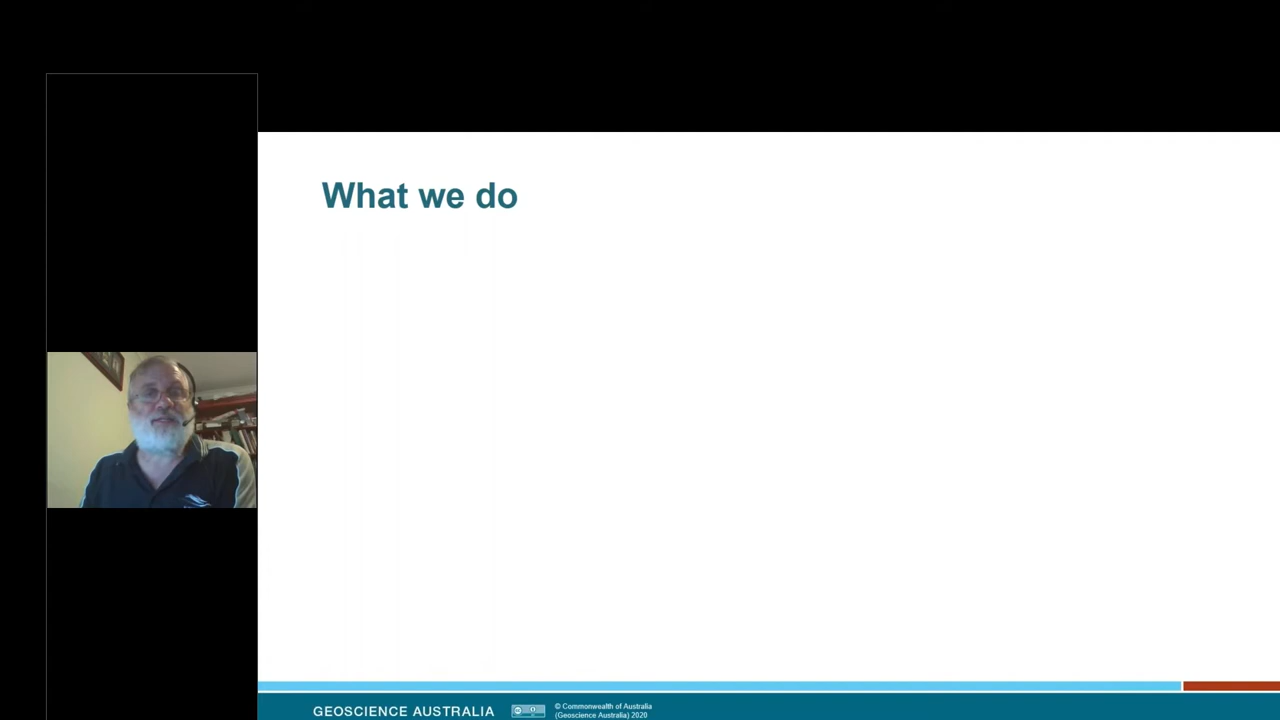 What we do
GEOSCIENCE AUSTRALIA
© Commonwealth of Australia
(Geoscience Australia) 2020